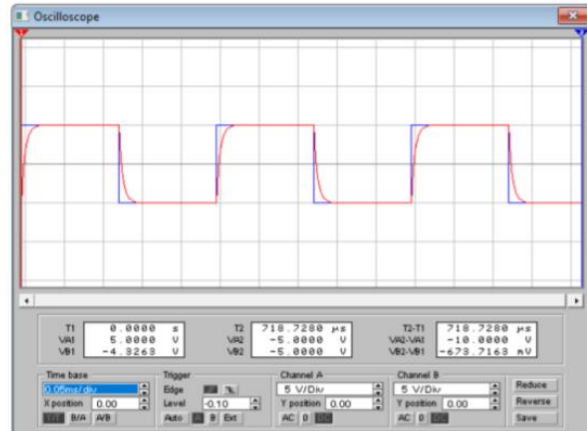 Oscilloscope
1
2
T1 0.0000 s T2 718.7280 µs T2-T1 718.7280 µs
VA1 5.0000 V VA2 -5.0000 V VA2-VA1 -10.0000 V
VB1 -4.3263 V VB2 -5.0000 V VB2-VB1 -673.7163 mV
Time base Trigger Channel A Channel B
0.05ms/div Edge 5 V/Div 5 V/Div Reduce
X position 0.00 Level -0.10 Y position 0.00 Y position 0.00 Reverse
Y/T B/A A/B Auto A B Ext AC 0 DC AC 0 DC Save